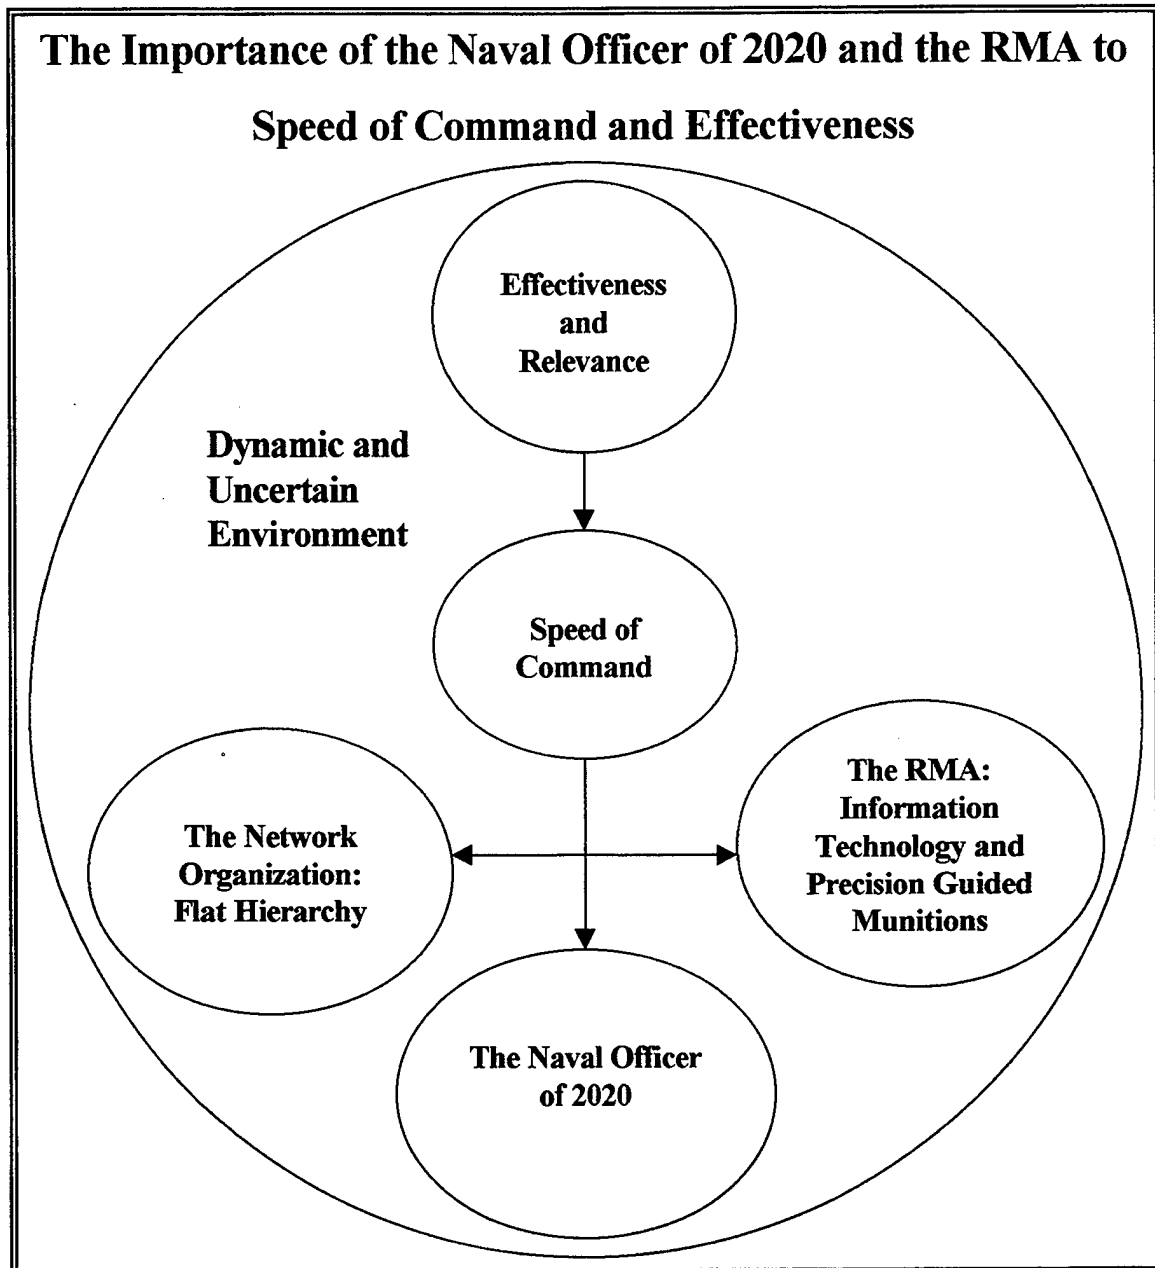 The Importance of the Naval Officer of 2020 and the RMA to
Speed of Command and Effectiveness
Effectiveness
and
Relevance
Dynamic and
Uncertain
Environment
Speed of
Command
The Network
Organization:
Flat Hierarchy
The RMA:
Information
Technology and
Precision Guided
Munitions
The Naval Officer
of 2020